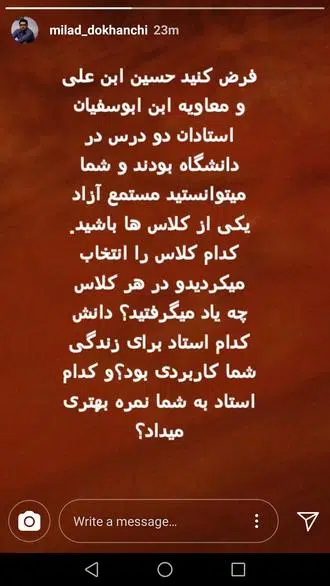 milad_dokhanchi 23m
فرض کنید حسین ابن علی
و معاویه ابن ابوسفیان
استادان دو درس در
دانشگاه بودند و شما
میتوانستید مستمع آزاد
یکی از کلاس ها باشید.
کدام کلاس را انتخاب
میکردیدو در هر کلاس
چه یاد میگرفتید؟ دانش
کدام استاد برای زندگی
شما کاربردی بود؟و کدام
استاد به شما نمره بهتری
میداد؟
Write a message…